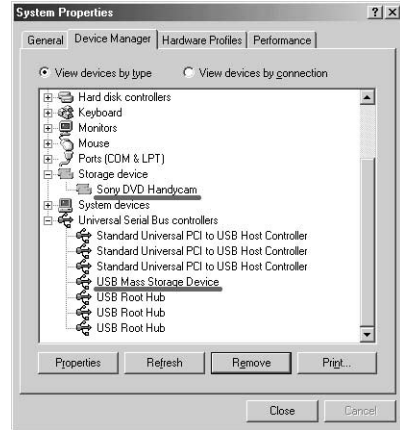 System Properties
? X
General Device Manager Hardware Profiles Performance
View devices by type View devices by connection
Hard disk controllers
Keyboard
Monitors
Mouse
Ports (COM & LPT)
Storage device
Sony DVD Handycam
System devices
Universal Serial Bus controllers
Standard Universal PCI to USB Host Controller
Standard Universal PCI to USB Host Controller
Standard Universal PCI to USB Host Controller
USB Mass Storage Device
USB Root Hub
USB Root Hub
USB Root Hub
Properties Refresh Remove Print...
Close Cancel